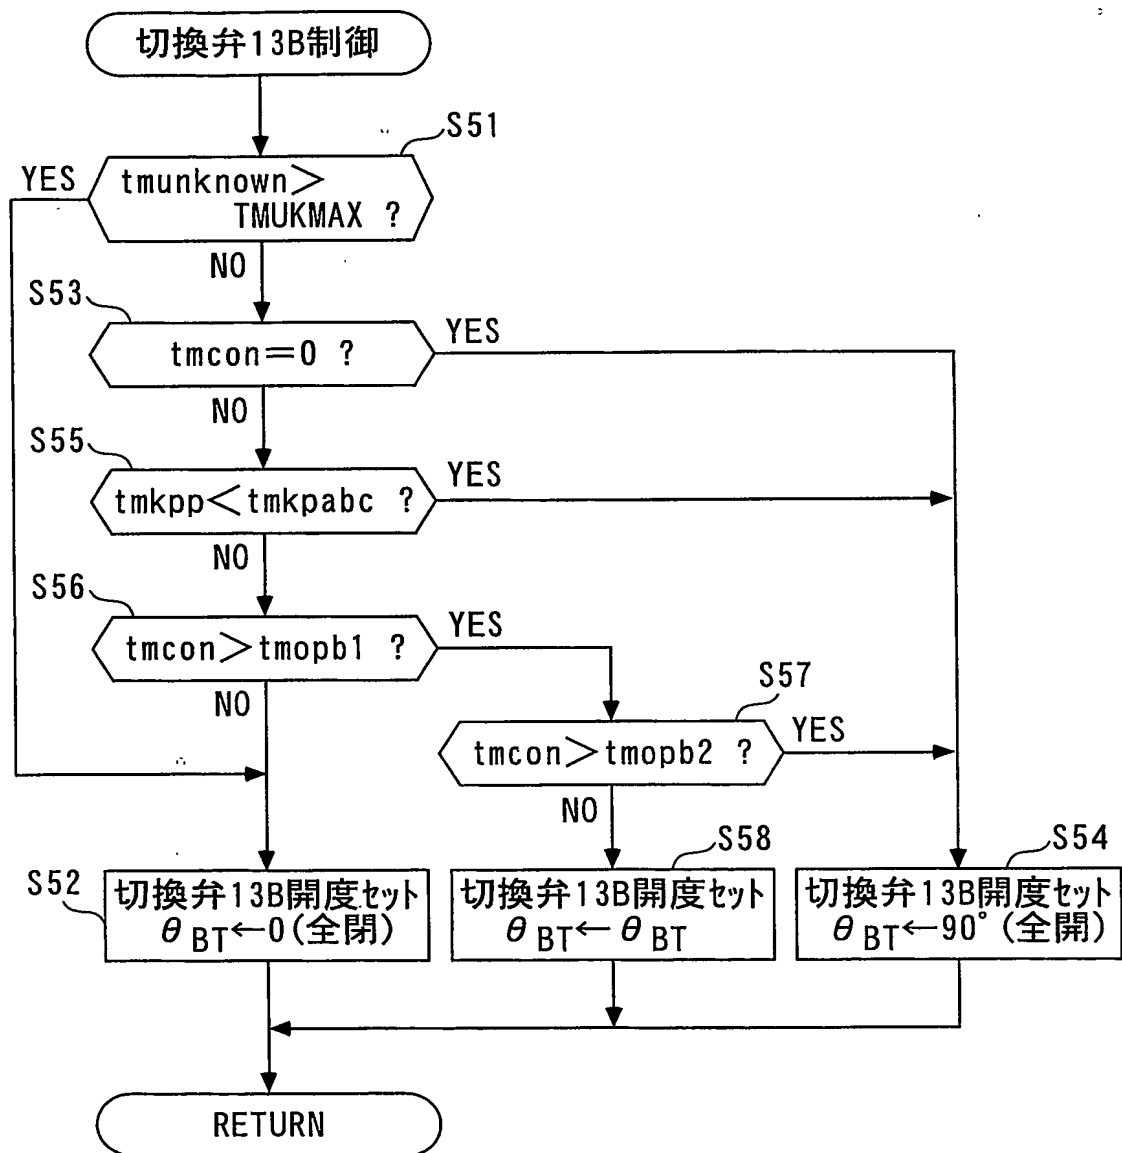 切換弁13B制御
S51
YES
tmunknown>
TMUKMAX ?
NO
S53
YES
tmcon=0 ?
NO
S55
YES
tmkpp<tmkpabc ?
NO
S56
YES
tmcon>tmopb1 ?
NO
S57
YES
tmcon>tmopb2 ?
NO
S52
切換弁13B開度セット
θBT←0(全閉)
S58
切換弁13B開度セット
θBT←θBT
S54
切換弁13B開度セット
θBT←90°(全開)
RETURN